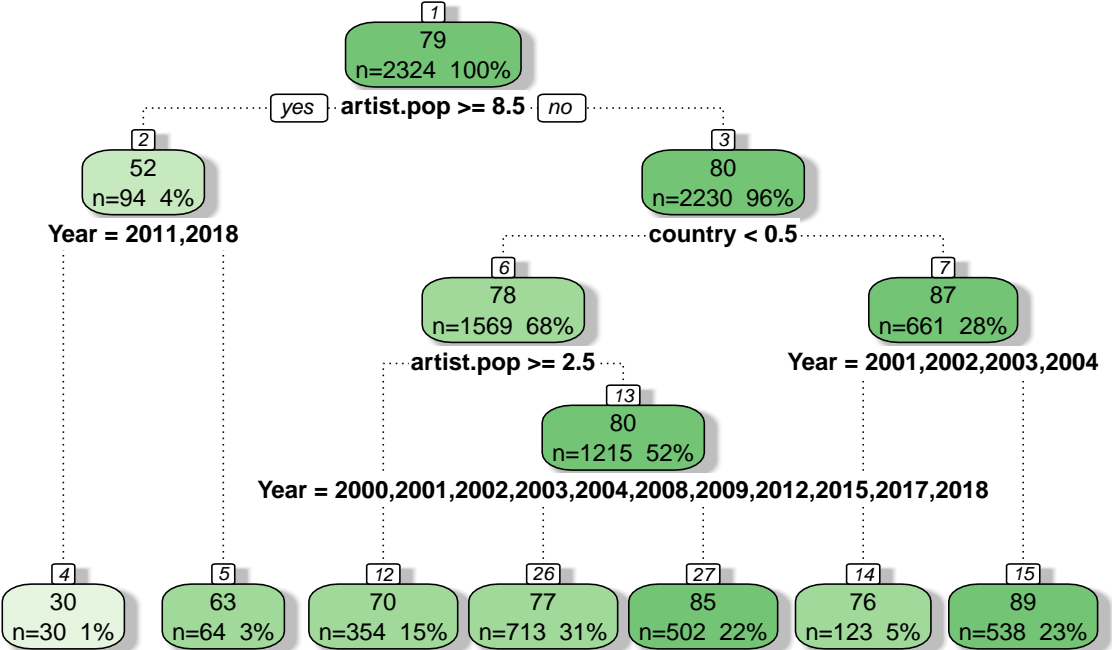 1
79
n=2324 100%
yes artist.pop >= 8.5 no
2
52
n=94 4%
3
80
n=2230 96%
Year = 2011,2018
country < 0.5
6
78
n=1569 68%
7
87
n=661 28%
artist.pop >= 2.5
Year = 2001,2002,2003,2004
13
80
n=1215 52%
Year = 2000,2001,2002,2003,2004,2008,2009,2012,2015,2017,2018
4
30
n=30 1%
5
63
n=64 3%
12
70
n=354 15%
26
77
n=713 31%
27
85
n=502 22%
14
76
n=123 5%
15
89
n=538 23%